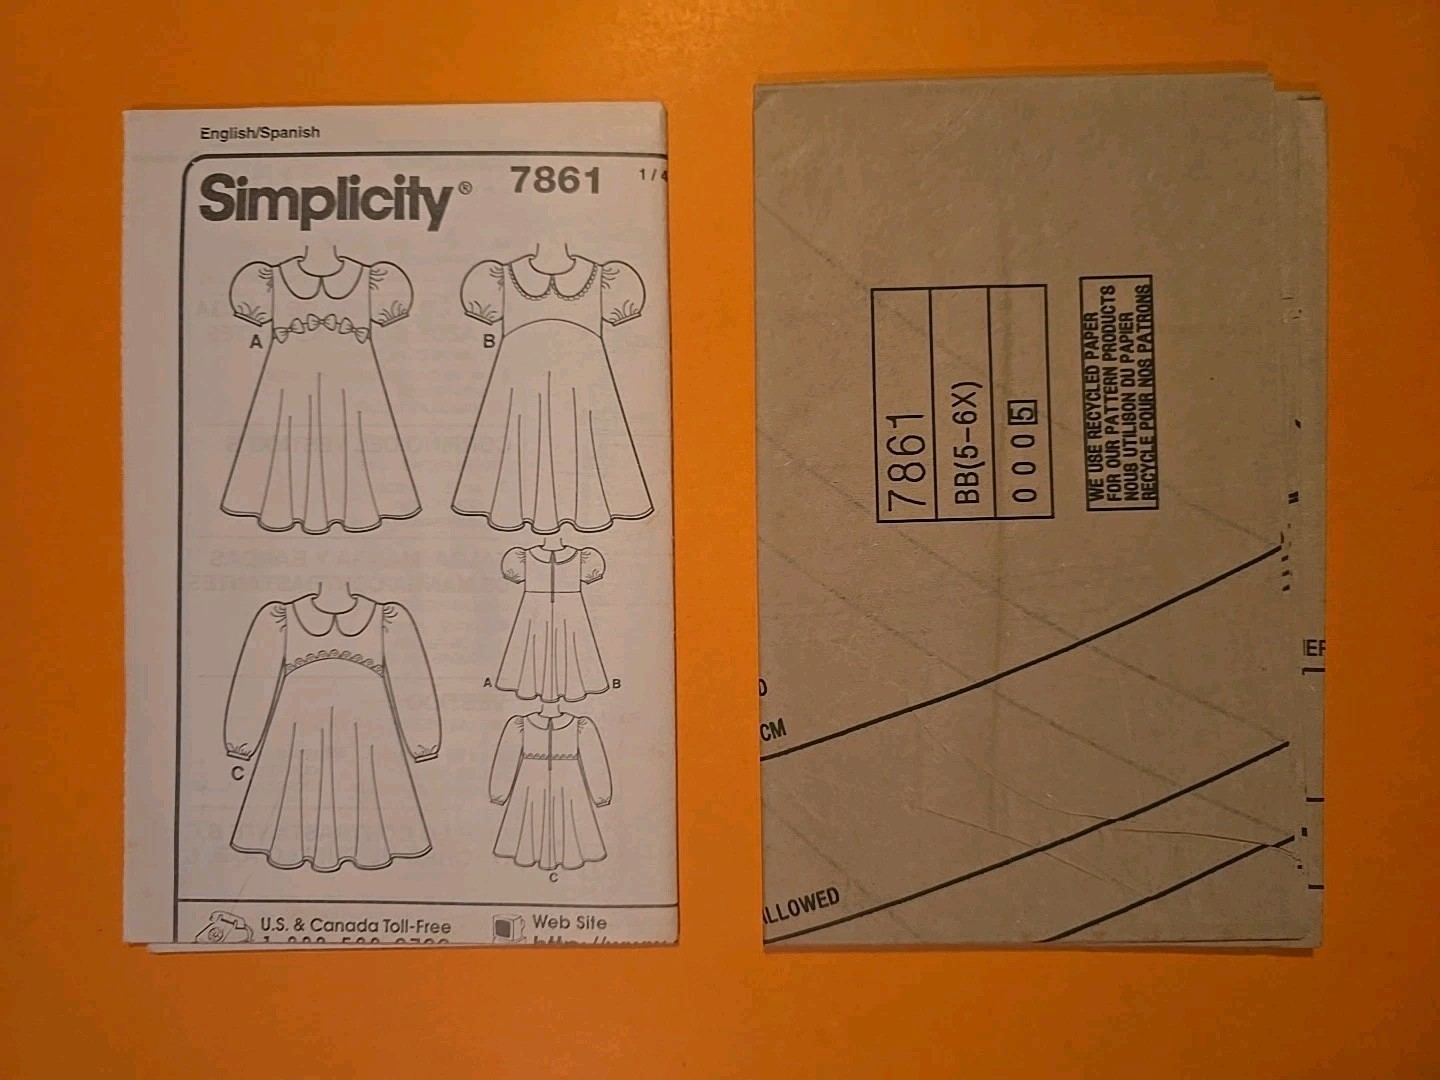 English/Spanish
Simplicity® 7861 1/4
A
B
C
A B
C
U.S. & Canada Toll-Free
Web Site
7861
BB(5-6X)
0 0 0 5
WE USE RECYCLED PAPER
FOR OUR PATTERN PRODUCTS
NOUS UTILISON DU PAPIER
RECYCLE POUR NOS PATRONS
D
CM
ALLOWED